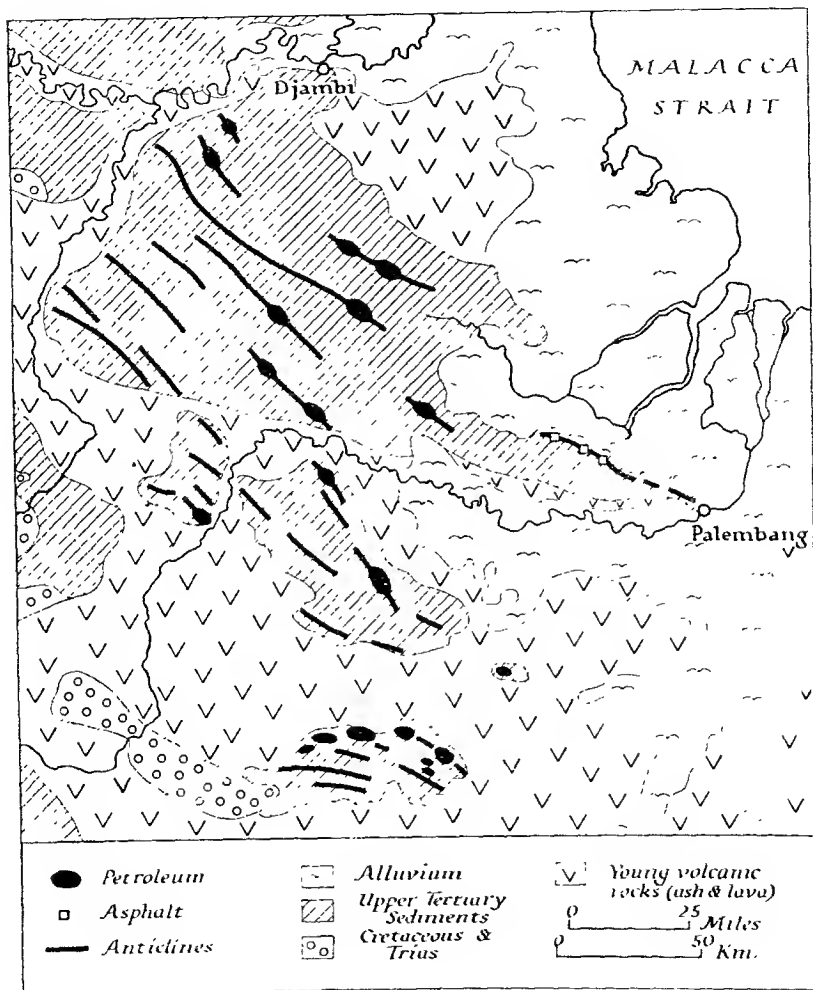 MALACCA
STRAIT
Djambi
Palembang
Petroleum
Asphalt
Anticlines
Alluvium
Upper Tertiary
Sediments
Cretaceous &
Trias
Young volcanic
rocks (ash & lava)
0 25
Miles
0 50
Km.